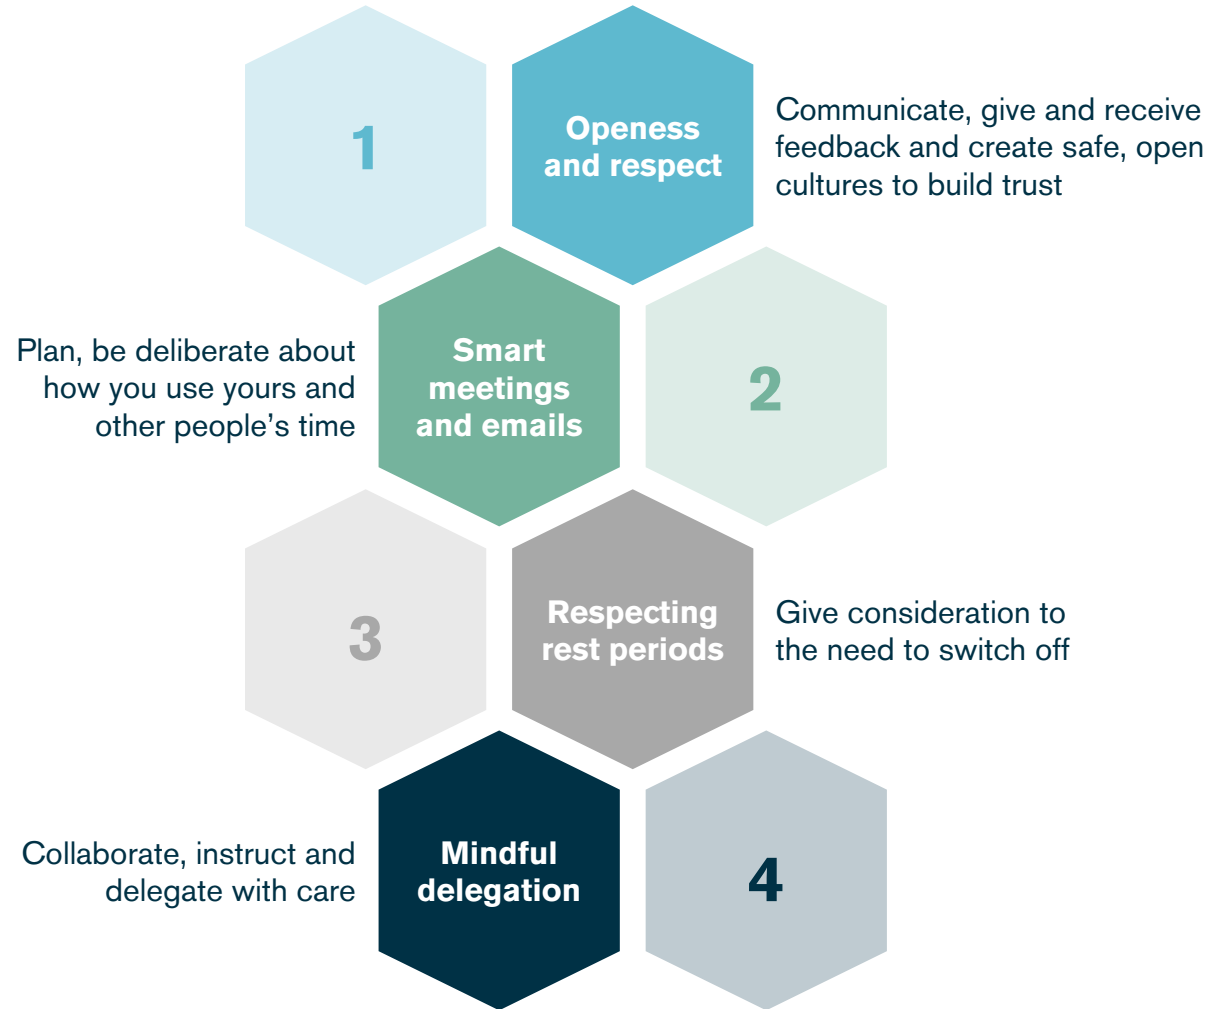 1
Openess
and respect
Communicate, give and receive
feedback and create safe, open
cultures to build trust
Plan, be deliberate about
how you use yours and
other people’s time
Smart
meetings
and emails
2
3
Respecting
rest periods
Give consideration to
the need to switch off
Collaborate, instruct and
delegate with care
Mindful
delegation
4